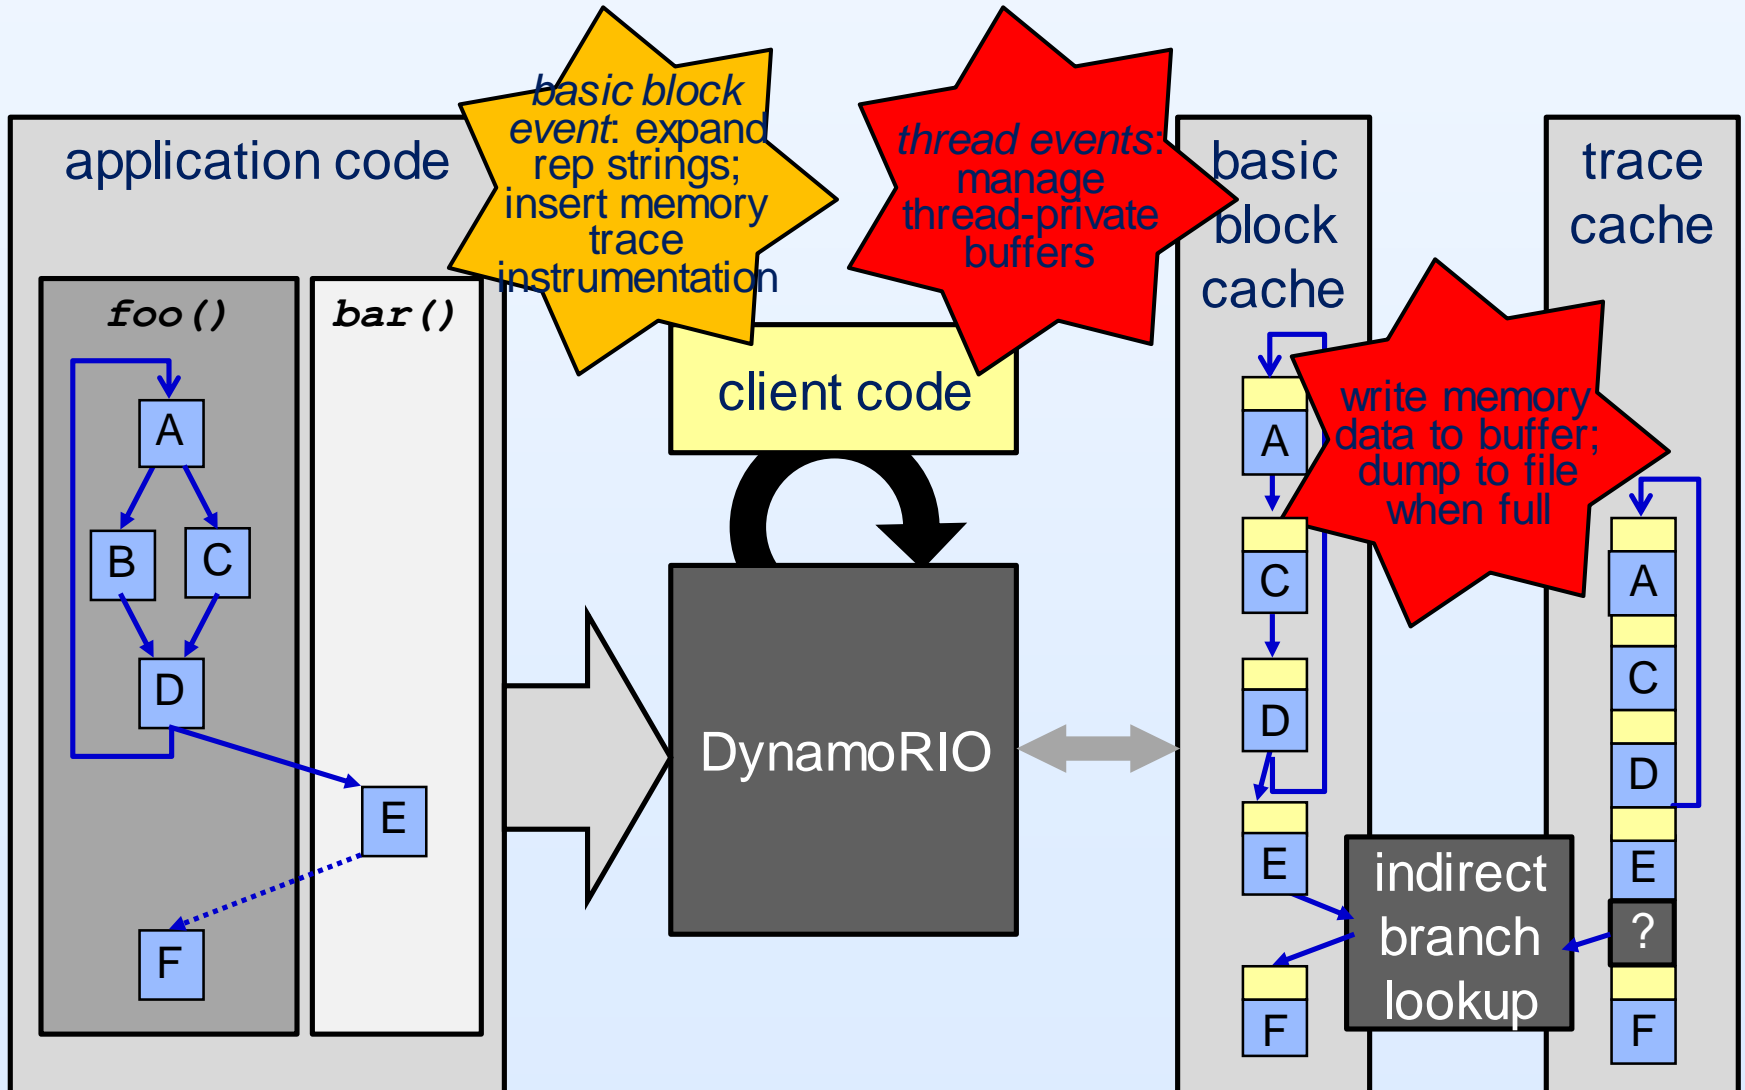 basic block
event: expand
rep strings;
insert memory
trace
instrumentation
thread events:
manage
thread-private
buffers
application code
basic
block
cache
trace
cache
foo()
bar()
client code
write memory
data to buffer;
dump to file
when full
A
B
C
D
E
F
DynamoRIO
A
C
D
E
F
indirect
branch
lookup
A
C
D
E
?
F